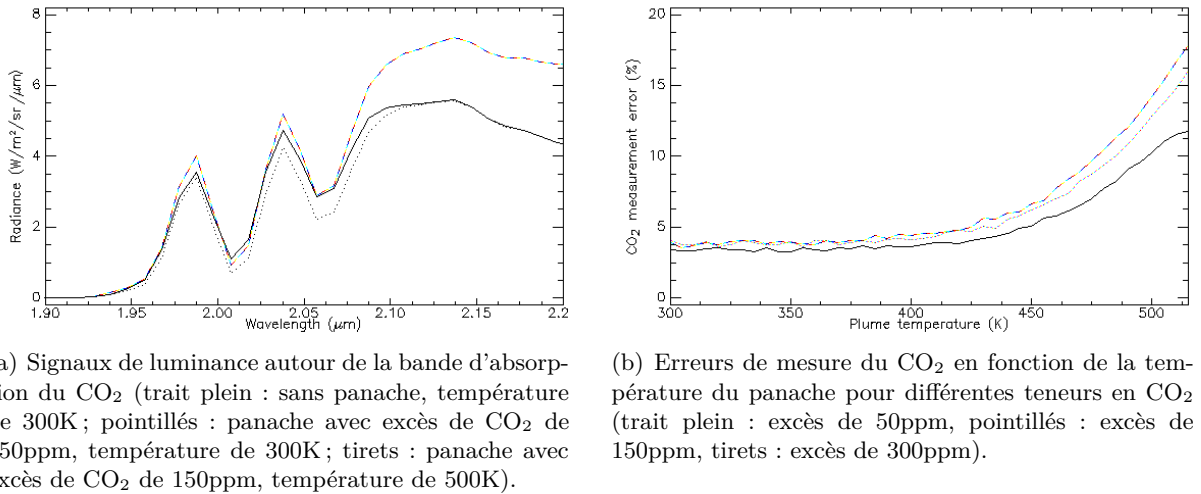 8
6
4
2
0
Radiance (W/m²/sr/µm)
1.90 1.95 2.00 2.05 2.10 2.15 2.2
Wavelength (µm)
20
15
10
5
0
CO₂ measurement error (%)
300 350 400 450 500
Plume temperature (K)
a) Signaux de luminance autour de la bande d'absorp-
ion du CO₂ (trait plein : sans panache, température
e 300K ; pointillés : panache avec excès de CO₂ de
50ppm, température de 300K ; tirets : panache avec
xcès de CO₂ de 150ppm, température de 500K).
(b) Erreurs de mesure du CO₂ en fonction de la tem-
pérature du panache pour différentes teneurs en CO₂
(trait plein : excès de 50ppm, pointillés : excès de
150ppm, tirets : excès de 300ppm).